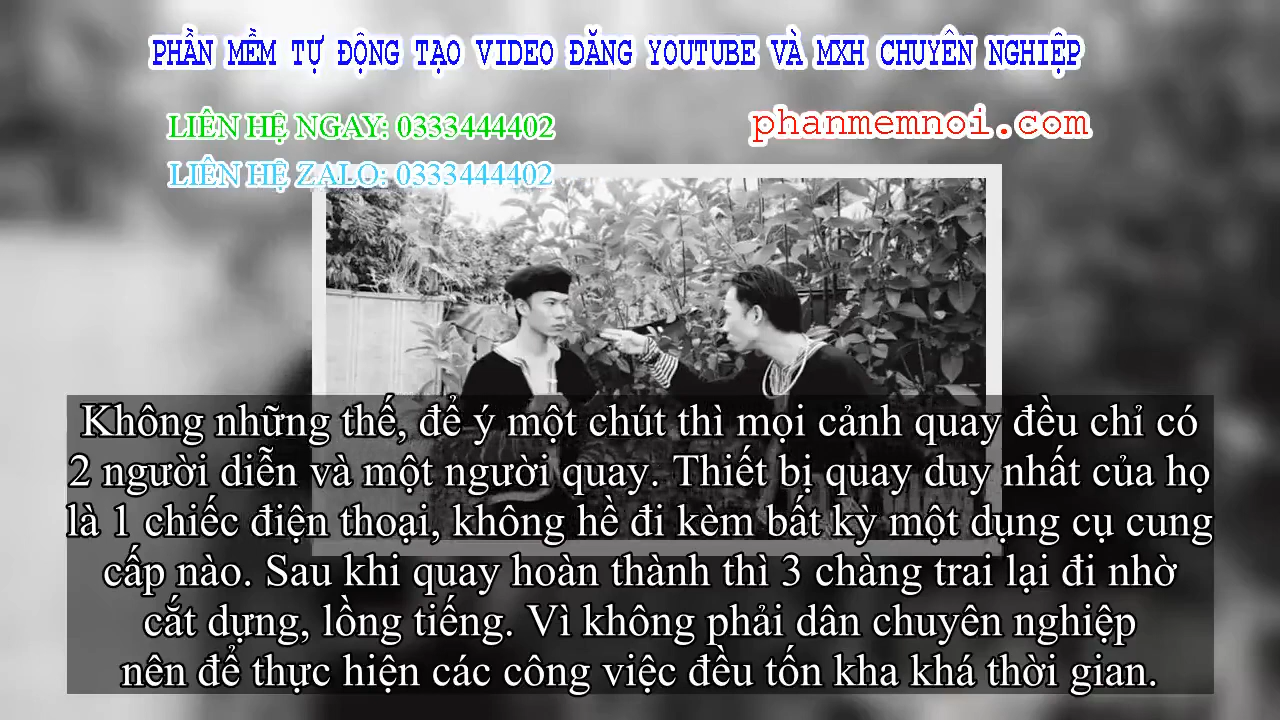 PHẦN MỀM TỰ ĐỘNG TẠO VIDEO ĐĂNG YOUTUBE VÀ MXH CHUYÊN NGHIỆP
LIÊN HỆ NGAY: 0333444402
phanmemnoi.com
LIÊN HỆ ZALO: 0333444402
Không những thế, để ý một chút thì mọi cảnh quay đều chỉ có
2 người diễn và một người quay. Thiết bị quay duy nhất của họ
là 1 chiếc điện thoại, không hề đi kèm bất kỳ một dụng cụ cung
cấp nào. Sau khi quay hoàn thành thì 3 chàng trai lại đi nhờ
cắt dựng, lồng tiếng. Vì không phải dân chuyên nghiệp
nên để thực hiện các công việc đều tốn kha khá thời gian.